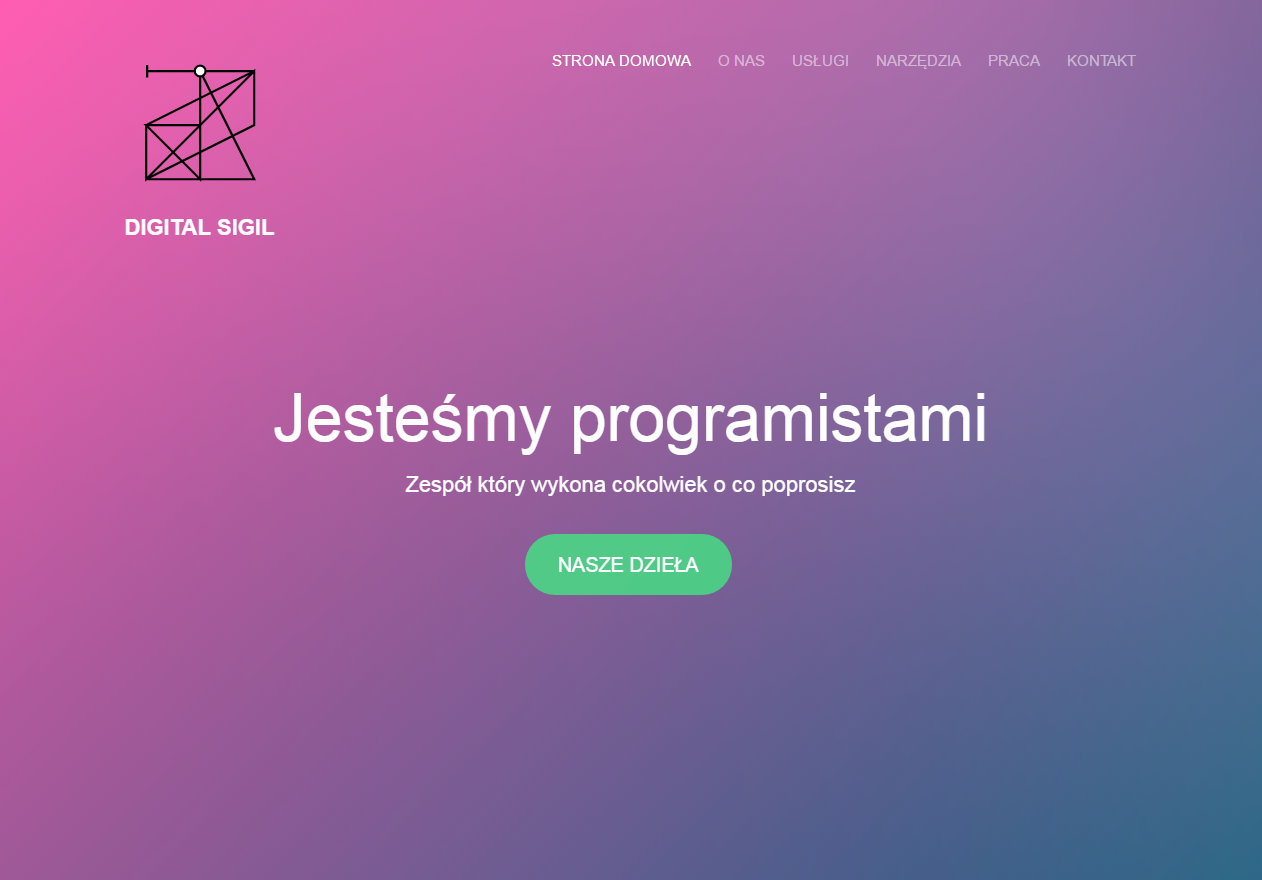 STRONA DOMOWA O NAS USŁUGI NARZĘDZIA PRACA KONTAKT
DIGITAL SIGIL
Jesteśmy programistami
Zespół który wykona cokolwiek o co poprosisz
NASZE DZIEŁA